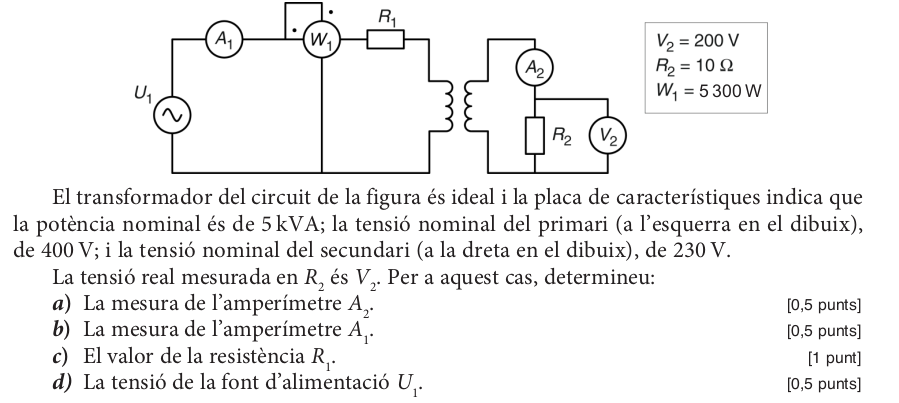 A1
W1
R1
U1
A2
R2
V2
V2 = 200 V
R2 = 10 Ω
W1 = 5 300 W
El transformador del circuit de la figura és ideal i la placa de característiques indica que
la potència nominal és de 5 kVA; la tensió nominal del primari (a l’esquerra en el dibuix),
de 400 V; i la tensió nominal del secundari (a la dreta en el dibuix), de 230 V.
La tensió real mesurada en R2 és V2. Per a aquest cas, determineu:
a) La mesura de l’amperímetre A2. [0,5 punts]
b) La mesura de l’amperímetre A1. [0,5 punts]
c) El valor de la resistència R1. [1 punt]
d) La tensió de la font d’alimentació U1. [0,5 punts]